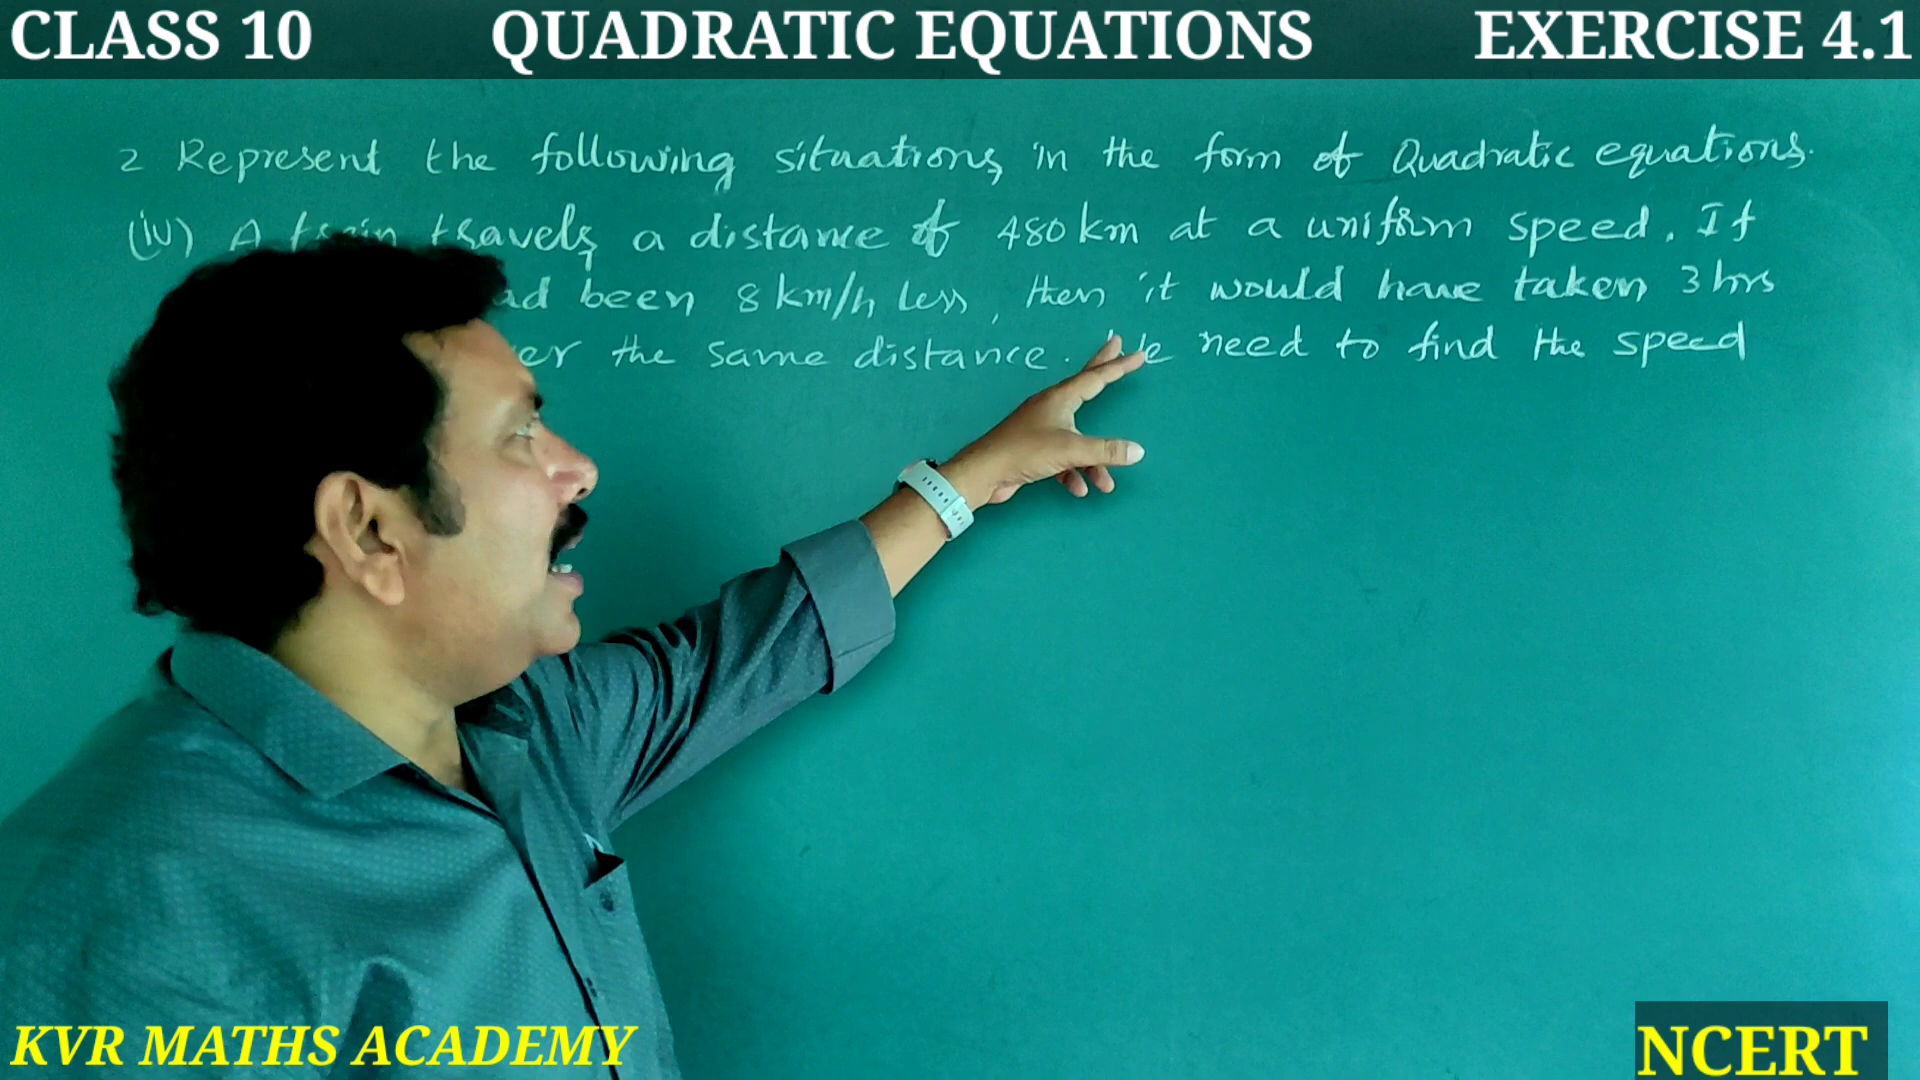 CLASS 10 QUADRATIC EQUATIONS EXERCISE 4.1
2 Represent the following situations in the form of Quadratic equations.
(iv) A train travels a distance of 480 km at a uniform speed. If
been 8 km/h less, then it would have taken 3 hrs
the same distance. We need to find the speed
KVR MATHS ACADEMY
NCERT